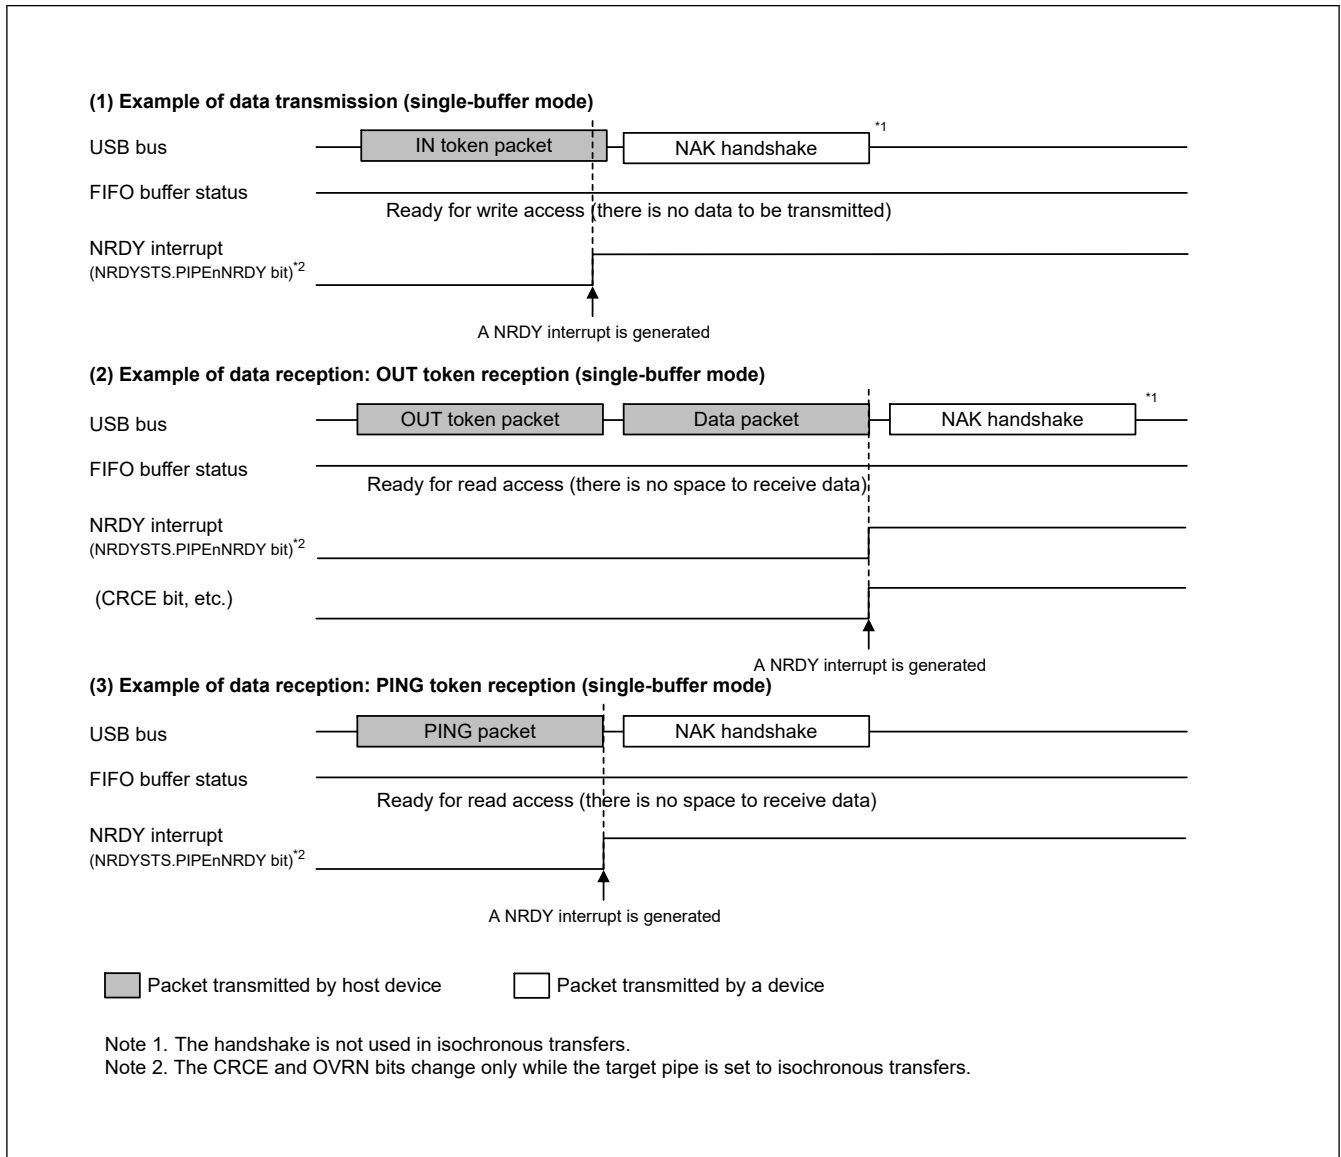 (1) Example of data transmission (single-buffer mode)
USB bus
IN token packet
NAK handshake
*1
FIFO buffer status
Ready for write access (there is no data to be transmitted)
NRDY interrupt
(NRDYSTS.PIPEnNRDY bit)*2
A NRDY interrupt is generated
(2) Example of data reception: OUT token reception (single-buffer mode)
USB bus
OUT token packet
Data packet
NAK handshake
*1
FIFO buffer status
Ready for read access (there is no space to receive data)
NRDY interrupt
(NRDYSTS.PIPEnNRDY bit)*2
(CRCE bit, etc.)
A NRDY interrupt is generated
(3) Example of data reception: PING token reception (single-buffer mode)
USB bus
PING packet
NAK handshake
FIFO buffer status
Ready for read access (there is no space to receive data)
NRDY interrupt
(NRDYSTS.PIPEnNRDY bit)*2
A NRDY interrupt is generated
Packet transmitted by host device
Packet transmitted by a device
Note 1. The handshake is not used in isochronous transfers.
Note 2. The CRCE and OVRN bits change only while the target pipe is set to isochronous transfers.